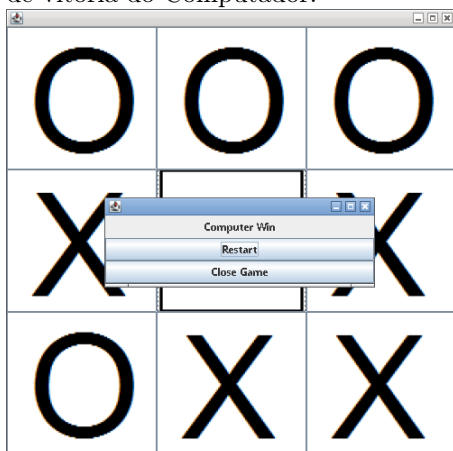 de vitória do Computador.
O O O
X X
Computer Win
Restart
Close Game
O X X